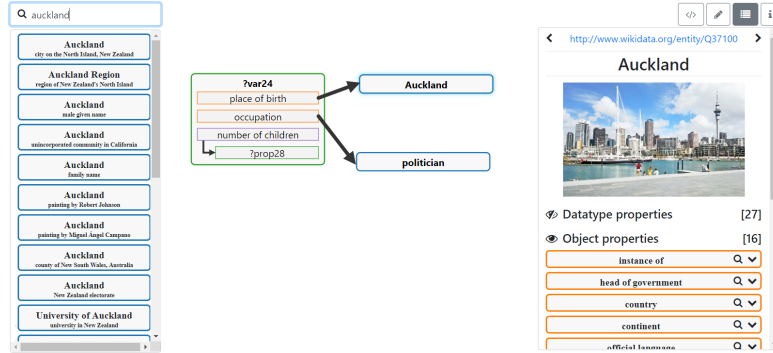 auckland
Auckland
city on the North Island, New Zealand
Auckland Region
region of New Zealand's North Island
Auckland
male given name
Auckland
unincorporated community in California
Auckland
family name
Auckland
painting by Robert Johnson
Auckland
painting by Miguel Ángel Campano
Auckland
county of New South Wales, Australia
Auckland
New Zealand electorate
University of Auckland
university in New Zealand
?var24
place of birth
occupation
number of children
?prop28
Auckland
politician
</>
http://www.wikidata.org/entity/Q37100
Auckland
Datatype properties [27]
Object properties [16]
instance of
head of government
country
continent
official language